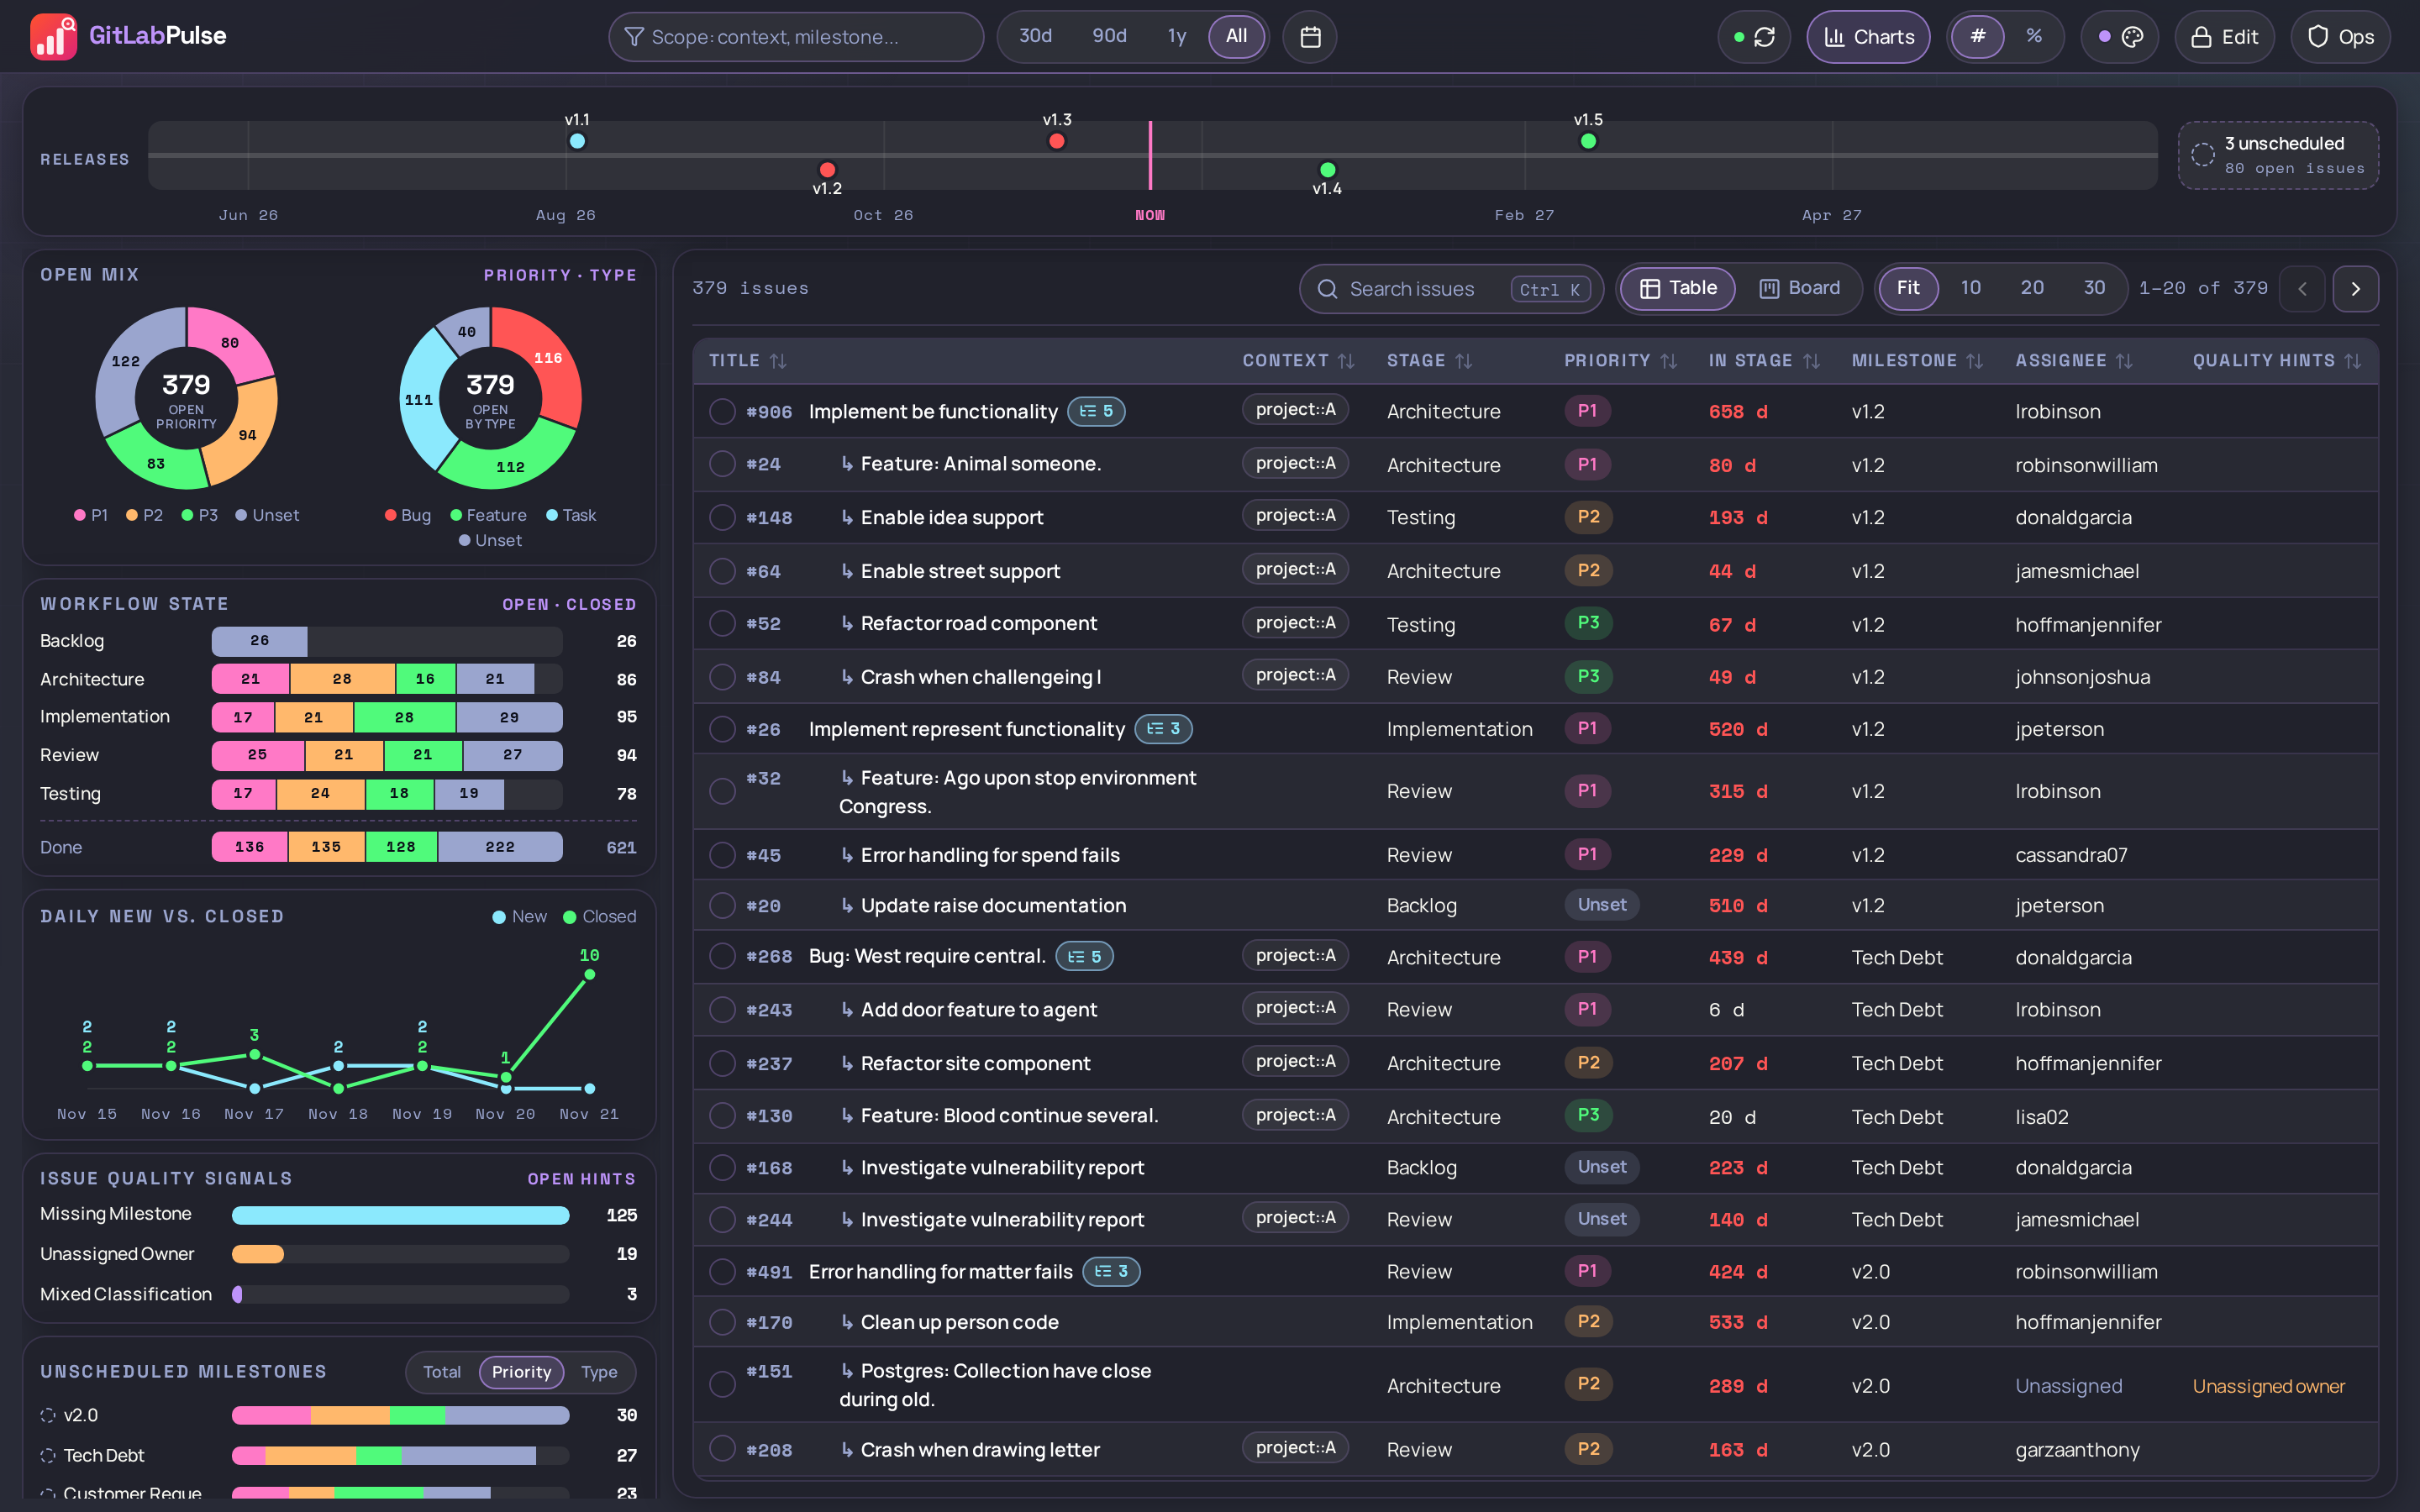 GitLabPulse
Scope: context, milestone...
30d 90d 1y All
Charts # % Edit Ops
RELEASES
v1.1 v1.3 v1.5
v1.2 v1.4
Jun 26 Aug 26 Oct 26 NOW Feb 27 Apr 27
3 unscheduled
80 open issues
OPEN MIX PRIORITY · TYPE
80 94 83 122
379
OPEN
PRIORITY
P1 P2 P3 Unset
116 112 111 40
379
OPEN
BY TYPE
Bug Feature Task
Unset
WORKFLOW STATE OPEN · CLOSED
Backlog 26 26
Architecture 21 28 16 21 86
Implementation 17 21 28 29 95
Review 25 21 21 27 94
Testing 17 24 18 19 78
Done 136 135 128 222 621
DAILY NEW VS. CLOSED New Closed
10
2 2 3 2 2 1
2 2 2
Nov 15 Nov 16 Nov 17 Nov 18 Nov 19 Nov 20 Nov 21
ISSUE QUALITY SIGNALS OPEN HINTS
Missing Milestone 125
Unassigned Owner 19
Mixed Classification 3
UNSCHEDULED MILESTONES Total Priority Type
v2.0 30
Tech Debt 27
Customer Reque 23
379 issues Search issues Ctrl K Table Board Fit 10 20 30 1–20 of 379
TITLE CONTEXT STAGE PRIORITY IN STAGE MILESTONE ASSIGNEE QUALITY HINTS
#906 Implement be functionality 5 project::A Architecture P1 658 d v1.2 lrobinson
#24 ↳ Feature: Animal someone. project::A Architecture P1 80 d v1.2 robinsonwilliam
#148 ↳ Enable idea support project::A Testing P2 193 d v1.2 donaldgarcia
#64 ↳ Enable street support project::A Architecture P2 44 d v1.2 jamesmichael
#52 ↳ Refactor road component project::A Testing P3 67 d v1.2 hoffmanjennifer
#84 ↳ Crash when challengeing l project::A Review P3 49 d v1.2 johnsonjoshua
#26 Implement represent functionality 3 Implementation P1 520 d v1.2 jpeterson
#32 ↳ Feature: Ago upon stop environment
Congress. Review P1 315 d v1.2 lrobinson
#45 ↳ Error handling for spend fails Review P1 229 d v1.2 cassandra07
#20 ↳ Update raise documentation Backlog Unset 510 d v1.2 jpeterson
#268 Bug: West require central. 5 project::A Architecture P1 439 d Tech Debt donaldgarcia
#243 ↳ Add door feature to agent project::A Review P1 6 d Tech Debt lrobinson
#237 ↳ Refactor site component project::A Architecture P2 207 d Tech Debt hoffmanjennifer
#130 ↳ Feature: Blood continue several. project::A Architecture P3 20 d Tech Debt lisa02
#168 ↳ Investigate vulnerability report Backlog Unset 223 d Tech Debt donaldgarcia
#244 ↳ Investigate vulnerability report project::A Review Unset 140 d Tech Debt jamesmichael
#491 Error handling for matter fails 3 Review P1 424 d v2.0 robinsonwilliam
#170 ↳ Clean up person code Implementation P2 533 d v2.0 hoffmanjennifer
#151 ↳ Postgres: Collection have close
during old. Architecture P2 289 d v2.0 Unassigned Unassigned owner
#208 ↳ Crash when drawing letter project::A Review P2 163 d v2.0 garzaanthony